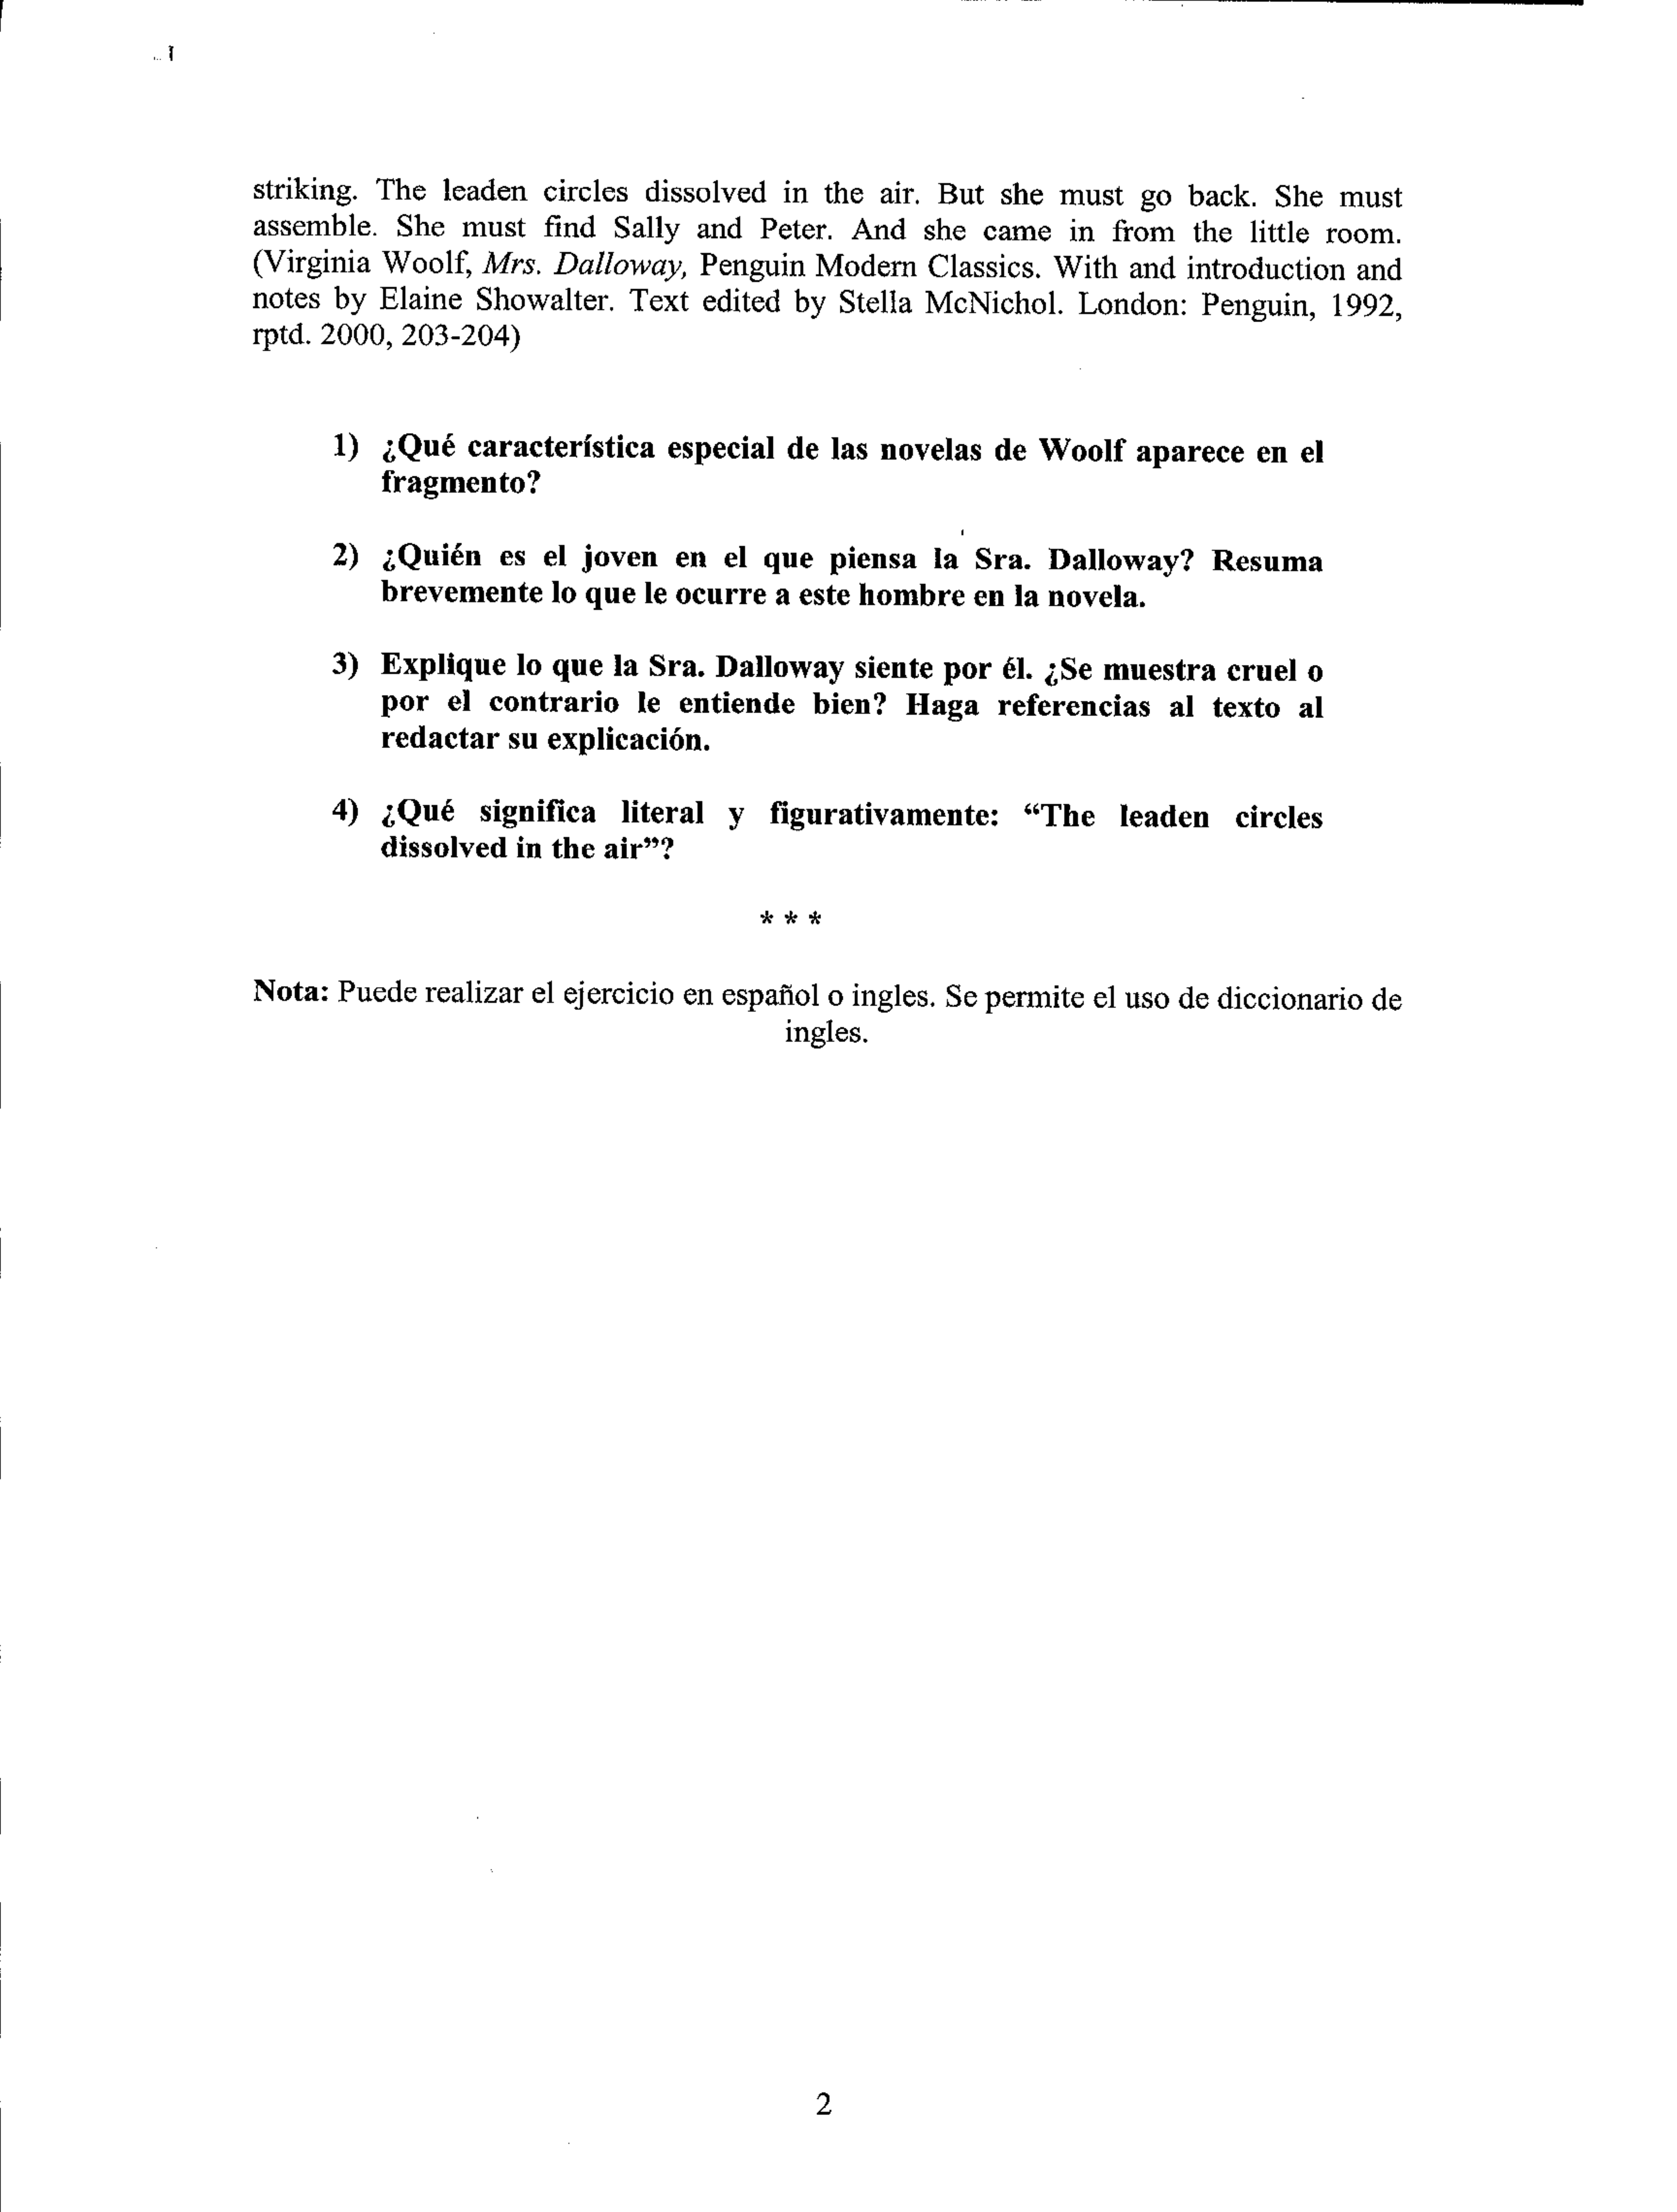 striking. The leaden circles dissolved in the air. But she must go back. She must
assemble. She must find Sally and Peter. And she came in from the little room.
(Virginia Woolf, Mrs. Dalloway, Penguin Modern Classics. With and introduction and
notes by Elaine Showalter. Text edited by Stella McNichol. London: Penguin, 1992,
rptd. 2000, 203-204)
1) ¿Qué característica especial de las novelas de Woolf aparece en el
fragmento?
2) ¿Quién es el joven en el que piensa la Sra. Dalloway? Resuma
brevemente lo que le ocurre a este hombre en la novela.
3) Explique lo que la Sra. Dalloway siente por él. ¿Se muestra cruel o
por el contrario le entiende bien? Haga referencias al texto al
redactar su explicación.
4) ¿Qué significa literal y figurativamente: “The leaden circles
dissolved in the air”?
* * *
Nota: Puede realizar el ejercicio en español o ingles. Se permite el uso de diccionario de
ingles.
2